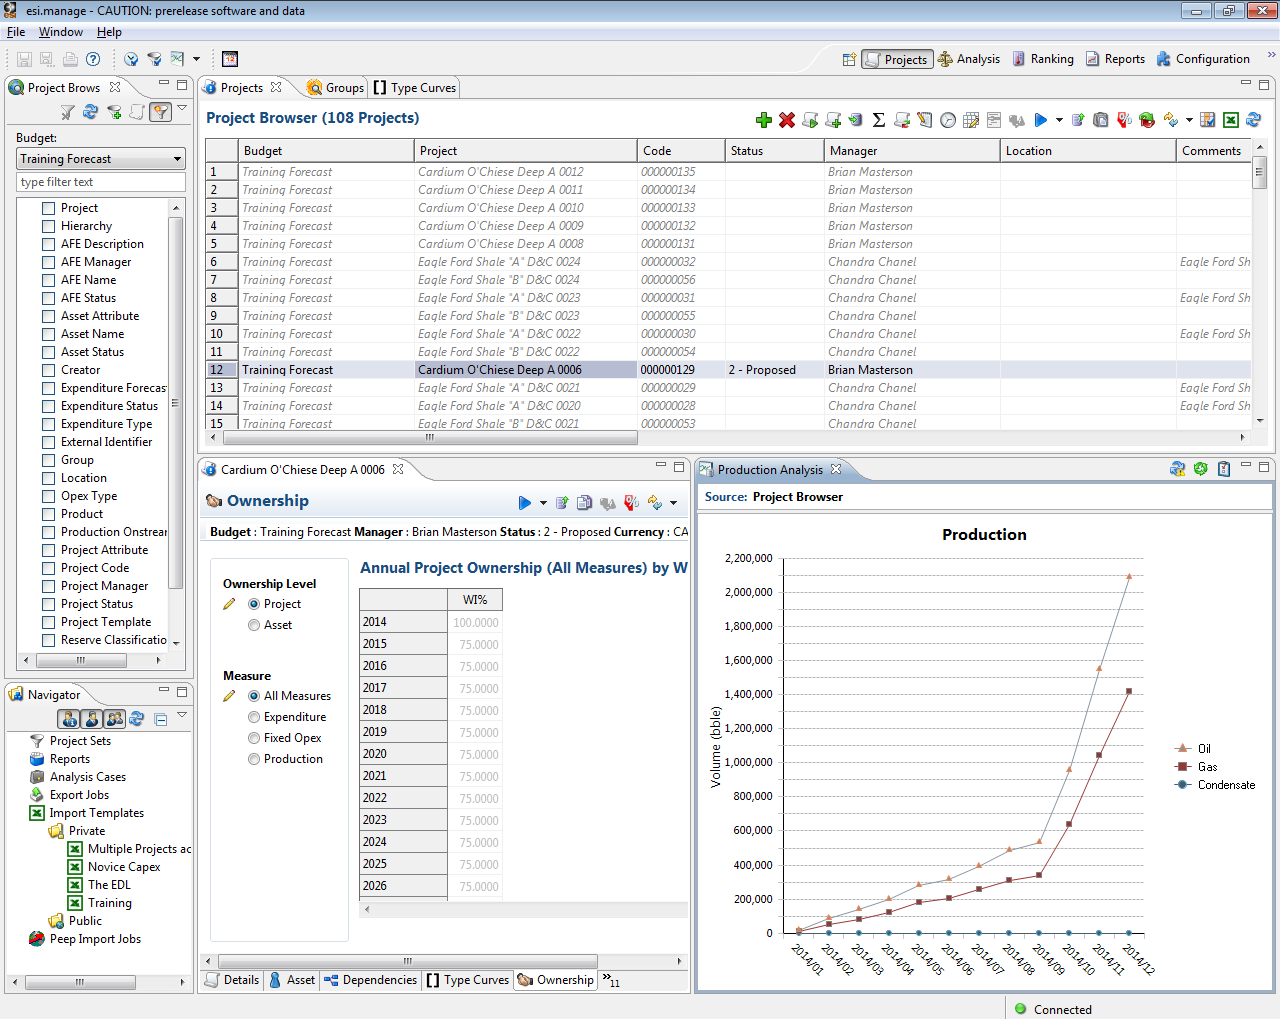 esi.manage - CAUTION: prerelease software and data
File Window Help
Projects Analysis Ranking Reports Configuration
Project Brows
Budget:
Training Forecast
type filter text
Project
Hierarchy
AFE Description
AFE Manager
AFE Name
AFE Status
Asset Attribute
Asset Name
Asset Status
Creator
Expenditure Forecas
Expenditure Status
Expenditure Type
External Identifier
Group
Location
Opex Type
Product
Production Onstrear
Project Attribute
Project Code
Project Manager
Project Status
Project Template
Reserve Classificatio
Navigator
Project Sets
Reports
Analysis Cases
Export Jobs
Import Templates
Private
Multiple Projects ac
Novice Capex
The EDL
Training
Public
Peep Import Jobs
Projects Groups Type Curves
Project Browser (108 Projects)
Budget Project Code Status Manager Location Comments
1 Training Forecast Cardium O'Chiese Deep A 0012 000000135 Brian Masterson
2 Training Forecast Cardium O'Chiese Deep A 0011 000000134 Brian Masterson
3 Training Forecast Cardium O'Chiese Deep A 0010 000000133 Brian Masterson
4 Training Forecast Cardium O'Chiese Deep A 0009 000000132 Brian Masterson
5 Training Forecast Cardium O'Chiese Deep A 0008 000000131 Brian Masterson
6 Training Forecast Eagle Ford Shale "A" D&C 0024 000000032 Chandra Chanel Eagle Ford Sh
7 Training Forecast Eagle Ford Shale "B" D&C 0024 000000056 Chandra Chanel
8 Training Forecast Eagle Ford Shale "A" D&C 0023 000000031 Chandra Chanel Eagle Ford Sh
9 Training Forecast Eagle Ford Shale "B" D&C 0023 000000055 Chandra Chanel
10 Training Forecast Eagle Ford Shale "A" D&C 0022 000000030 Chandra Chanel Eagle Ford Sh
11 Training Forecast Eagle Ford Shale "B" D&C 0022 000000054 Chandra Chanel
12 Training Forecast Cardium O'Chiese Deep A 0006 000000129 2 - Proposed Brian Masterson
13 Training Forecast Eagle Ford Shale "A" D&C 0021 000000029 Chandra Chanel Eagle Ford Sh
14 Training Forecast Eagle Ford Shale "A" D&C 0020 000000028 Chandra Chanel Eagle Ford Sh
15 Training Forecast Eagle Ford Shale "B" D&C 0021 000000053 Chandra Chanel
Cardium O'Chiese Deep A 0006
Ownership
Budget : Training Forecast Manager : Brian Masterson Status : 2 - Proposed Currency : CA
Ownership Level
Project
Asset
Measure
All Measures
Expenditure
Fixed Opex
Production
Annual Project Ownership (All Measures) by W
WI%
2014 100.0000
2015 75.0000
2016 75.0000
2017 75.0000
2018 75.0000
2019 75.0000
2020 75.0000
2021 75.0000
2022 75.0000
2023 75.0000
2024 75.0000
2025 75.0000
2026 75.0000
Details Asset Dependencies Type Curves Ownership »11
Production Analysis
Source: Project Browser
Production
Volume (bble)
2,200,000
2,000,000
1,800,000
1,600,000
1,400,000
1,200,000
1,000,000
800,000
600,000
400,000
200,000
0
2014/01 2014/02 2014/03 2014/04 2014/05 2014/06 2014/07 2014/08 2014/09 2014/10 2014/11 2014/12
Oil
Gas
Condensate
Connected